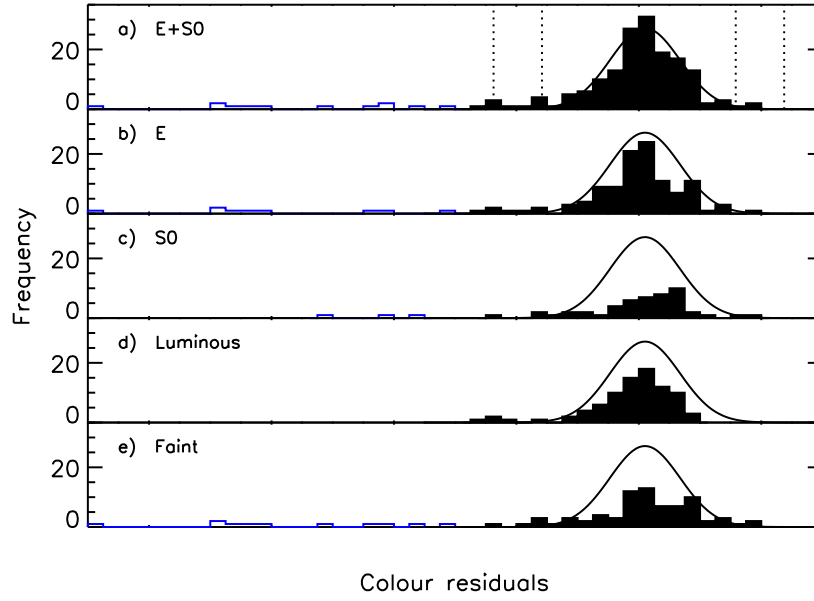 a) E+S0
20
0
b) E
20
0
c) S0
20
0
d) Luminous
20
0
e) Faint
20
0
Frequency
Colour residuals